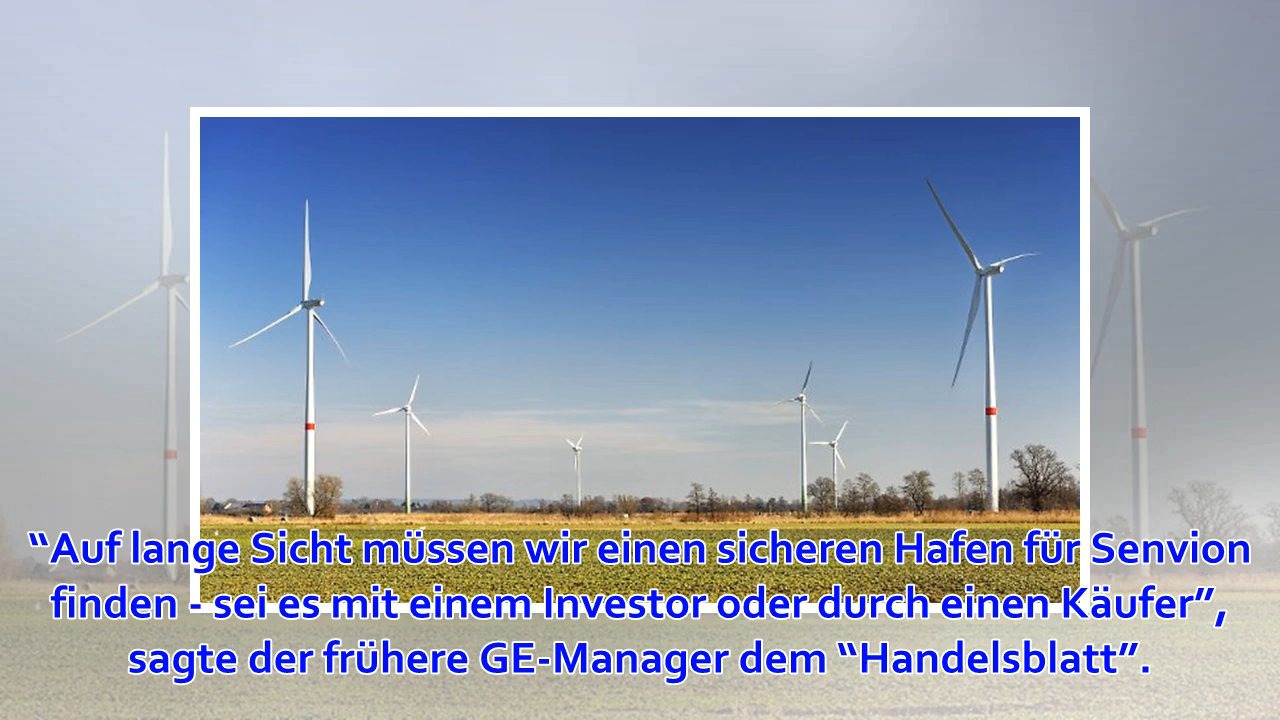 “Auf lange Sicht müssen wir einen sicheren Hafen für Senvion
finden - sei es mit einem Investor oder durch einen Käufer”,
sagte der frühere GE-Manager dem “Handelsblatt”.